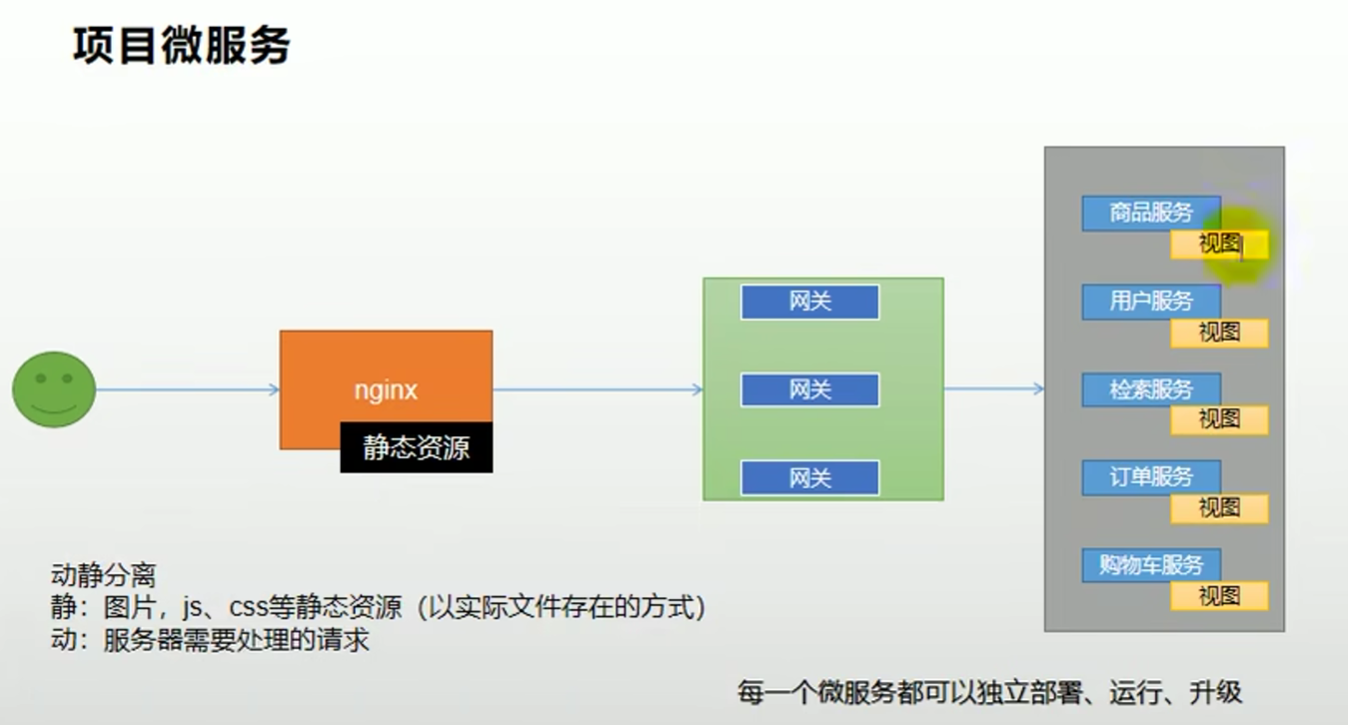 项目微服务
nginx
静态资源
网关
网关
网关
商品服务
视图
用户服务
视图
检索服务
视图
订单服务
视图
购物车服务
视图
动静分离
静：图片，js、css等静态资源（以实际文件存在的方式）
动：服务器需要处理的请求
每一个微服务都可以独立部署、运行、升级